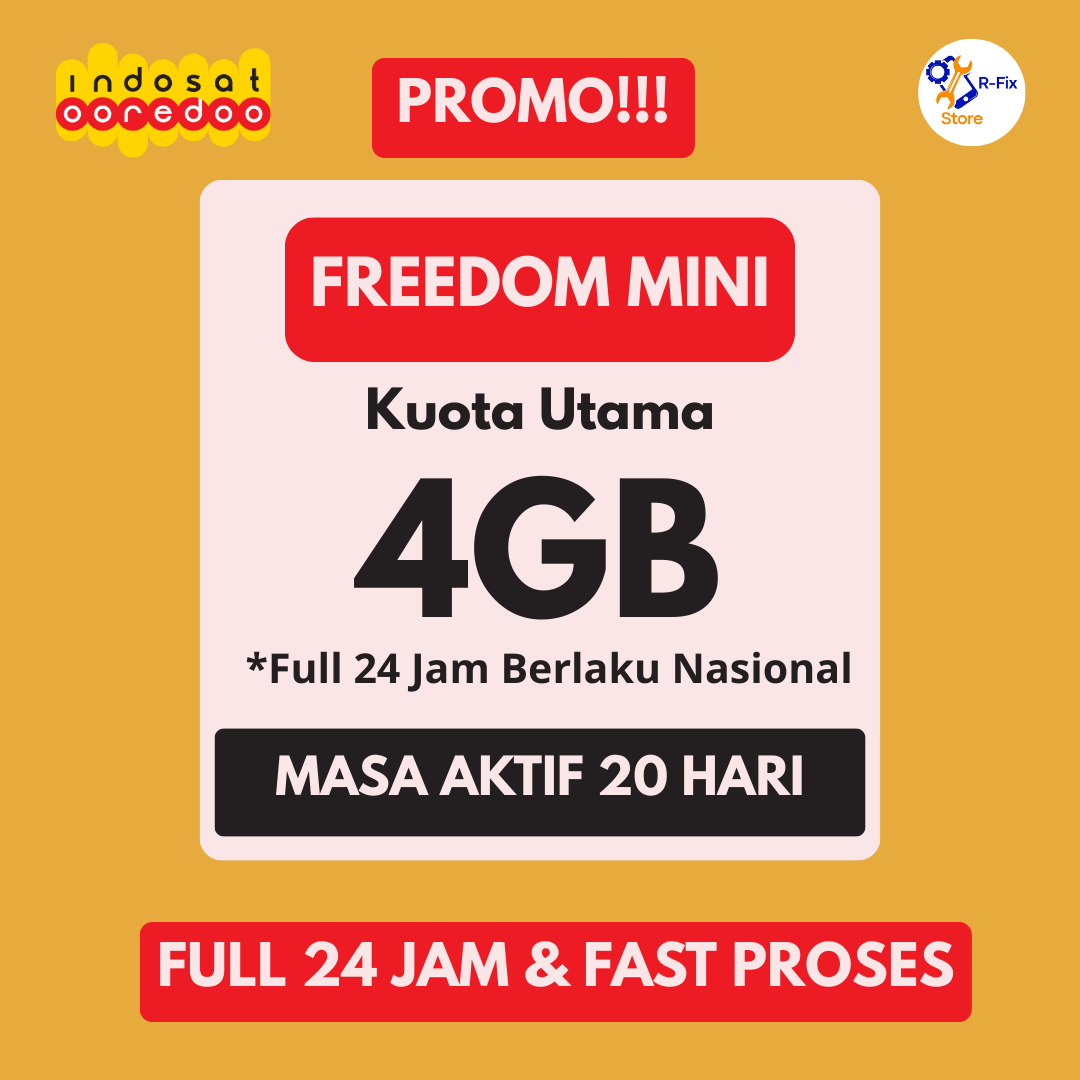 indosat
ooredoo
PROMO!!!
R-Fix
Store
FREEDOM MINI
Kuota Utama
4GB
*Full 24 Jam Berlaku Nasional
MASA AKTIF 20 HARI
FULL 24 JAM & FAST PROSES